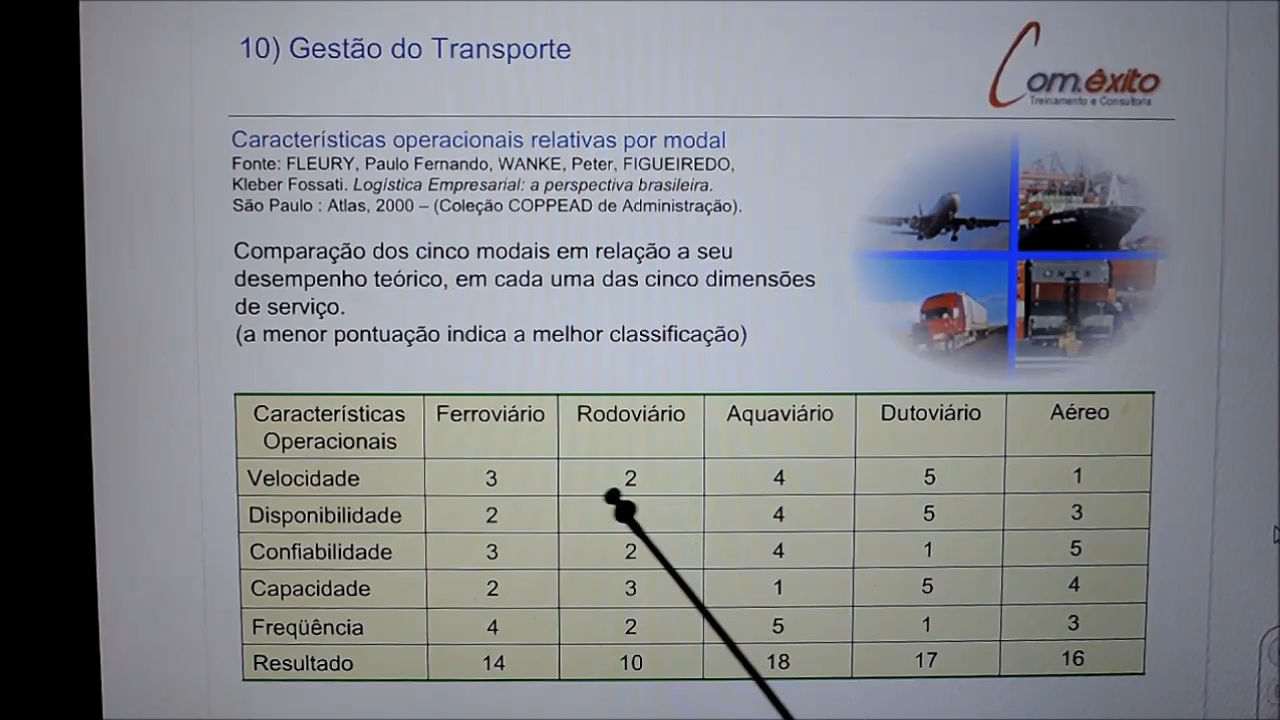 10) Gestão do Transporte
Com.êxito
Treinamento e Consultoria
Características operacionais relativas por modal
Fonte: FLEURY, Paulo Fernando, WANKE, Peter, FIGUEIREDO,
Kleber Fossati. Logística Empresarial: a perspectiva brasileira.
São Paulo : Atlas, 2000 – (Coleção COPPEAD de Administração).
Comparação dos cinco modais em relação a seu
desempenho teórico, em cada uma das cinco dimensões
de serviço.
(a menor pontuação indica a melhor classificação)
Características Operacionais Ferroviário Rodoviário Aquaviário Dutoviário Aéreo
Velocidade 3 2 4 5 1
Disponibilidade 2 4 5 3
Confiabilidade 3 2 4 1 5
Capacidade 2 3 1 5 4
Freqüência 4 2 5 1 3
Resultado 14 10 18 17 16